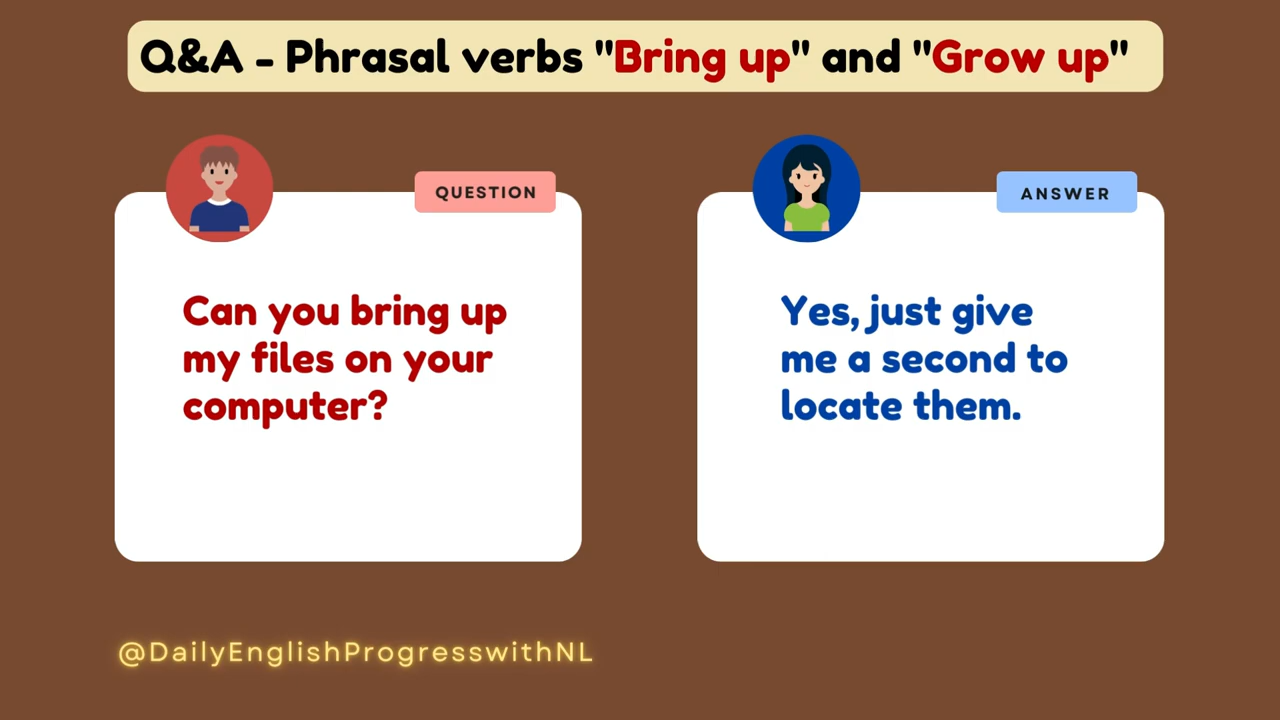 Q&A - Phrasal verbs "Bring up" and "Grow up"
QUESTION
Can you bring up
my files on your
computer?
ANSWER
Yes, just give
me a second to
locate them.
@DailyEnglishProgresswithNL